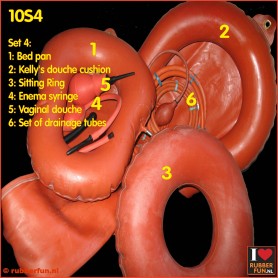 10S4
Set 4:
1: Bed pan
2: Kelly's douche cushion
3: Sitting Ring
4: Enema syringe
5: Vaginal douche
6: Set of drainage tubes
1
2
5
4
6
3
© rubberfun.nl
I
RUBBER
FUN.NL